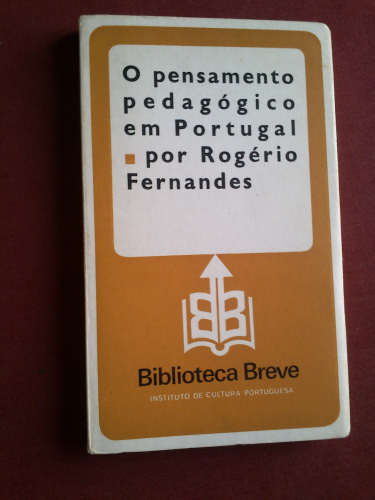 O pensamento
pedagógico
em Portugal
por Rogério
Fernandes
Biblioteca Breve
INSTITUTO DE CULTURA PORTUGUESA